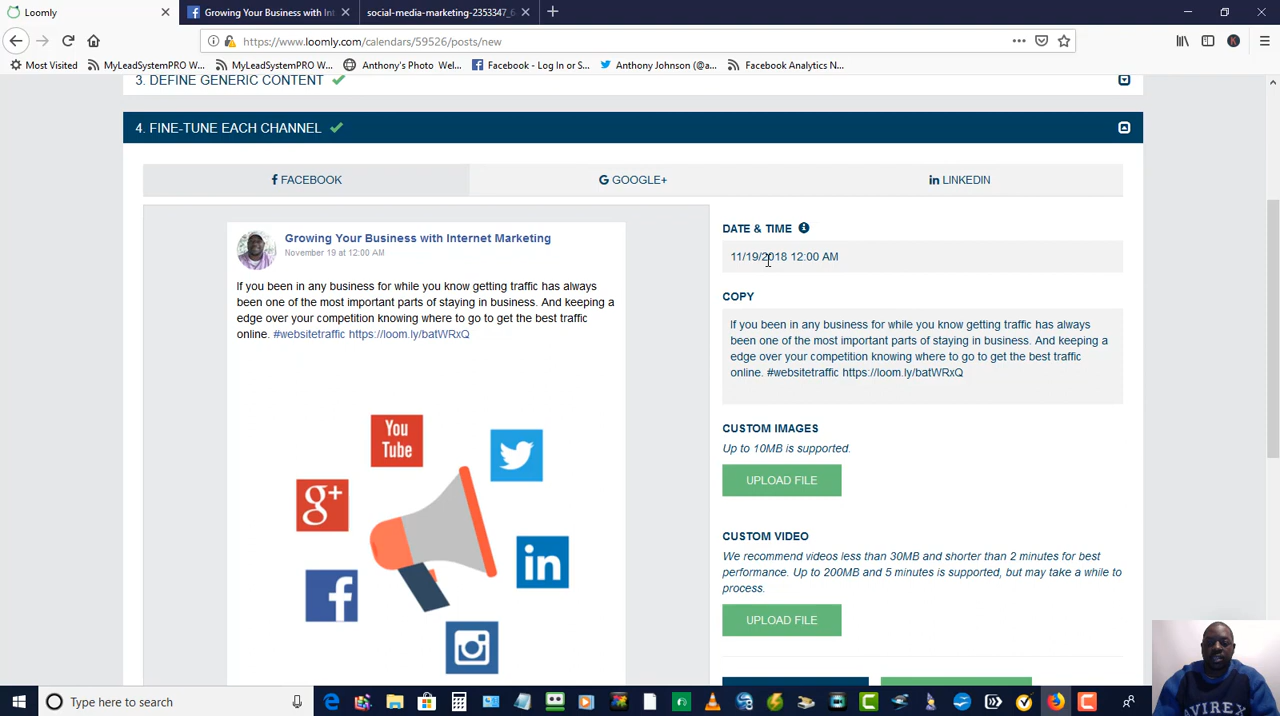 Loomly
Growing Your Business with Int
social-media-marketing-2353347_6
https://www.loomly.com/calendars/59526/posts/new
Most Visited
MyLeadSystemPRO W...
MyLeadSystemPRO W...
Anthony's Photo Wel...
Facebook - Log In or S...
Anthony Johnson (@a...
Facebook Analytics N...
3. DEFINE GENERIC CONTENT
4. FINE-TUNE EACH CHANNEL
FACEBOOK
GOOGLE+
LINKEDIN
Growing Your Business with Internet Marketing
November 19 at 12:00 AM
If you been in any business for while you know getting traffic has always
been one of the most important parts of staying in business. And keeping a
edge over your competition knowing where to go to get the best traffic
online. #websitetraffic https://loom.ly/batWRxQ
You
Tube
g+
in
f
DATE & TIME
11/19/2018 12:00 AM
COPY
If you been in any business for while you know getting traffic has always
been one of the most important parts of staying in business. And keeping a
edge over your competition knowing where to go to get the best traffic
online. #websitetraffic https://loom.ly/batWRxQ
CUSTOM IMAGES
Up to 10MB is supported.
UPLOAD FILE
CUSTOM VIDEO
We recommend videos less than 30MB and shorter than 2 minutes for best
performance. Up to 200MB and 5 minutes is supported, but may take a while to
process.
UPLOAD FILE
AVIREX
Type here to search